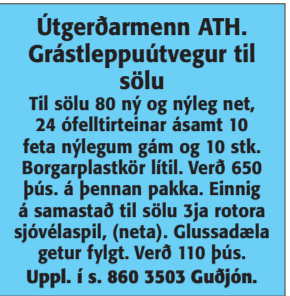 Útgerðarmenn ATH.
Grástleppuútvegur til
sölu
Til sölu 80 ný og nýleg net,
24 ófelltirteinar ásamt 10
feta nýlegum gám og 10 stk.
Borgarplastkör lítil. Verð 650
þús. á þennan pakka. Einnig
á samastað til sölu 3ja rotora
sjóvélaspil, (neta). Glussadæla
getur fylgt. Verð 110 þús.
Uppl. í s. 860 3503 Guðjón.